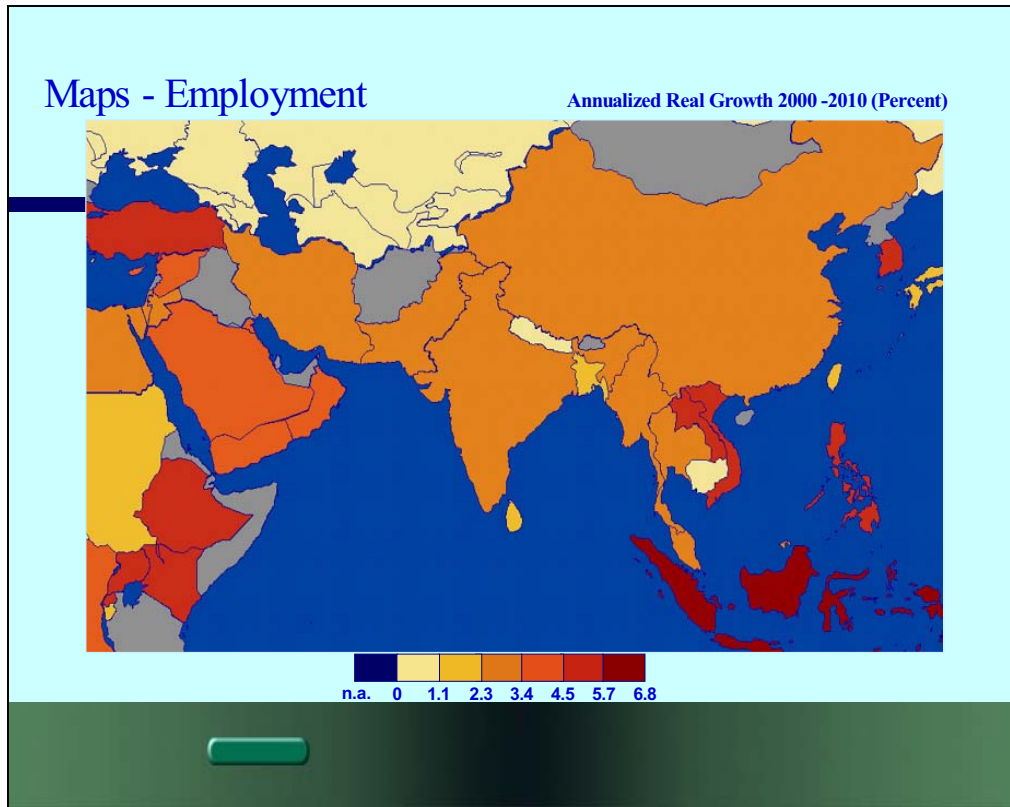 Maps - Employment
Annualized Real Growth 2000 -2010 (Percent)
n.a. 0 1.1 2.3 3.4 4.5 5.7 6.8